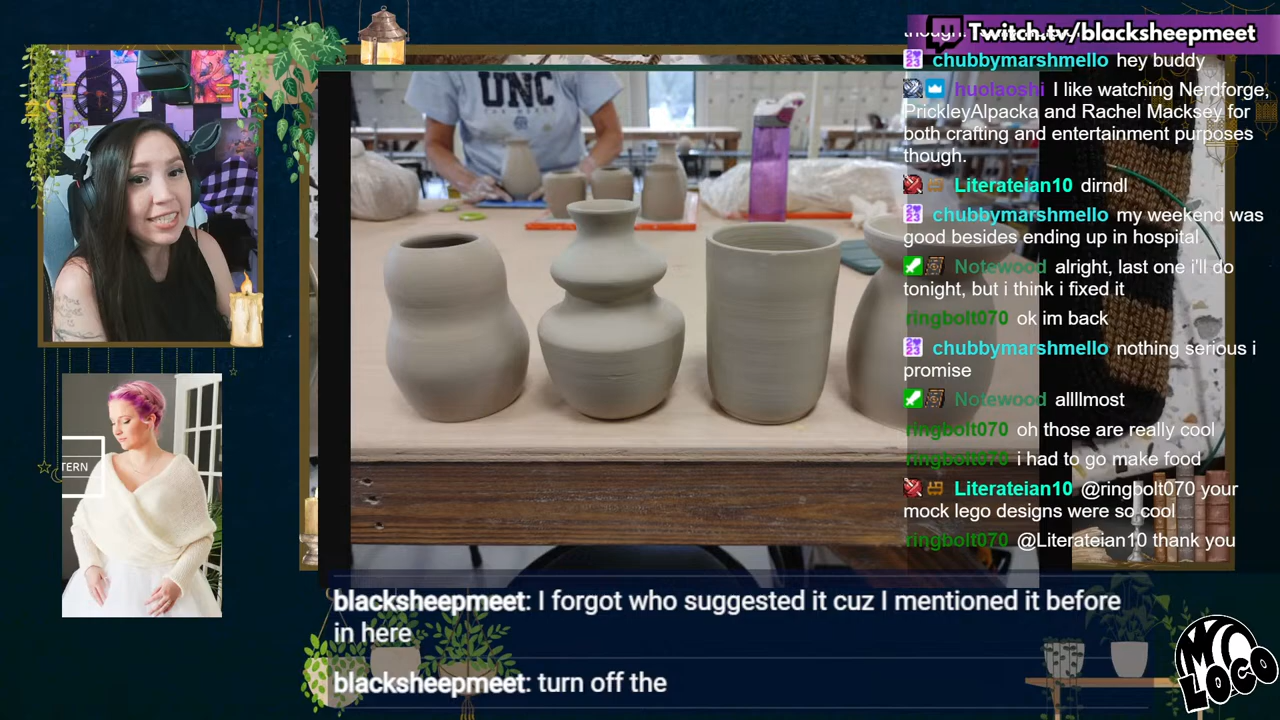 Twitch.tv/blacksheepmeet
though.
chubbymarshmello hey buddy
huolaoshi I like watching Nerdforge,
PrickleyAlpacka and Rachel Macksey for
both crafting and entertainment purposes
though.
Literateian10 dirndl
chubbymarshmello my weekend was
good besides ending up in hospital
Notewood alright, last one i'll do
tonight, but i think i fixed it
ringbolt070 ok im back
chubbymarshmello nothing serious i
promise
Notewood allllmost
ringbolt070 oh those are really cool
ringbolt070 i had to go make food
Literateian10 @ringbolt070 your
mock lego designs were so cool
ringbolt070 @Literateian10 thank you
UNC
TERN
blacksheepmeet: I forgot who suggested it cuz I mentioned it before
in here
blacksheepmeet: turn off the
MC
LOCO